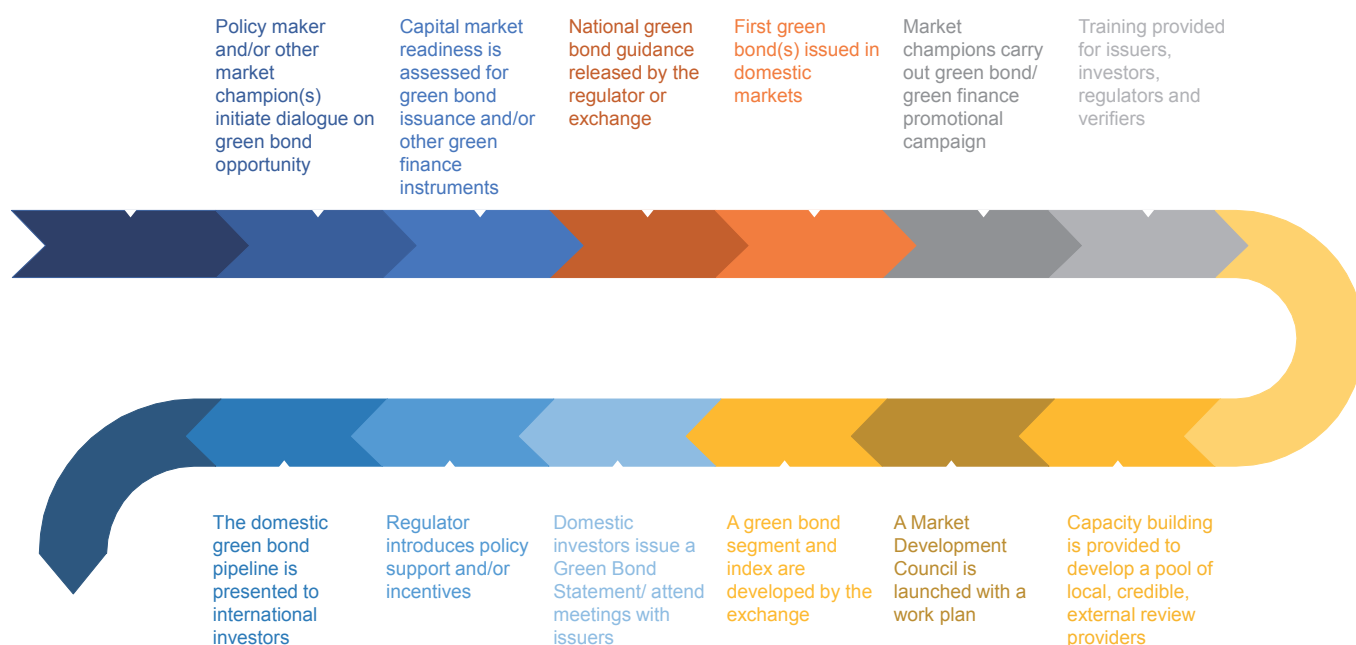 Policy maker
and/or other
market
champion(s)
initiate dialogue on
green bond
opportunity
Capital market
readiness is
assessed for
green bond
issuance and/or
other green
finance
instruments
National green
bond guidance
released by the
regulator or
exchange
First green
bond(s) issued in
domestic
markets
Market
champions carry
out green bond/
green finance
promotional
campaign
Training provided
for issuers,
investors,
regulators and
verifiers
The domestic
green bond
pipeline is
presented to
international
investors
Regulator
introduces policy
support and/or
incentives
Domestic
investors issue a
Green Bond
Statement/ attend
meetings with
issuers
A green bond
segment and
index are
developed by the
exchange
A Market
Development
Council is
launched with a
work plan
Capacity building
is provided to
develop a pool of
local, credible,
external review
providers